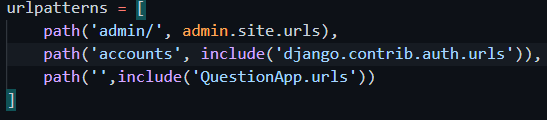 urlpatterns = [
    path('admin/', admin.site.urls),
    path('accounts', include('django.contrib.auth.urls')),
    path('',include('QuestionApp.urls'))
]